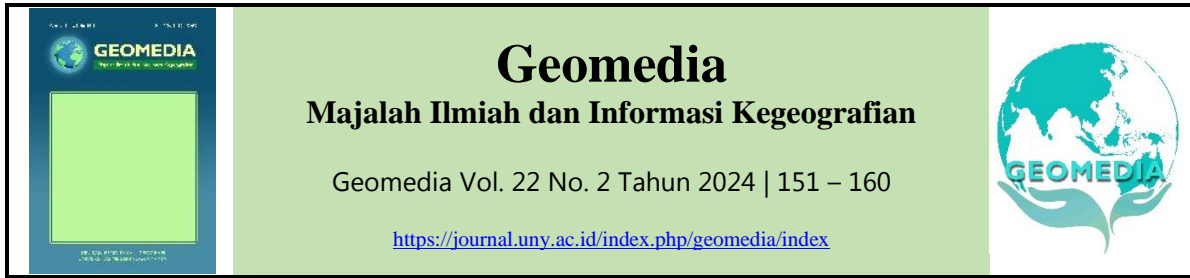 GEOMEDIA
Geomedia
Majalah Ilmiah dan Informasi Kegeografian
Geomedia Vol. 22 No. 2 Tahun 2024 | 151 – 160
https://journal.uny.ac.id/index.php/geomedia/index
GEOMEDIA